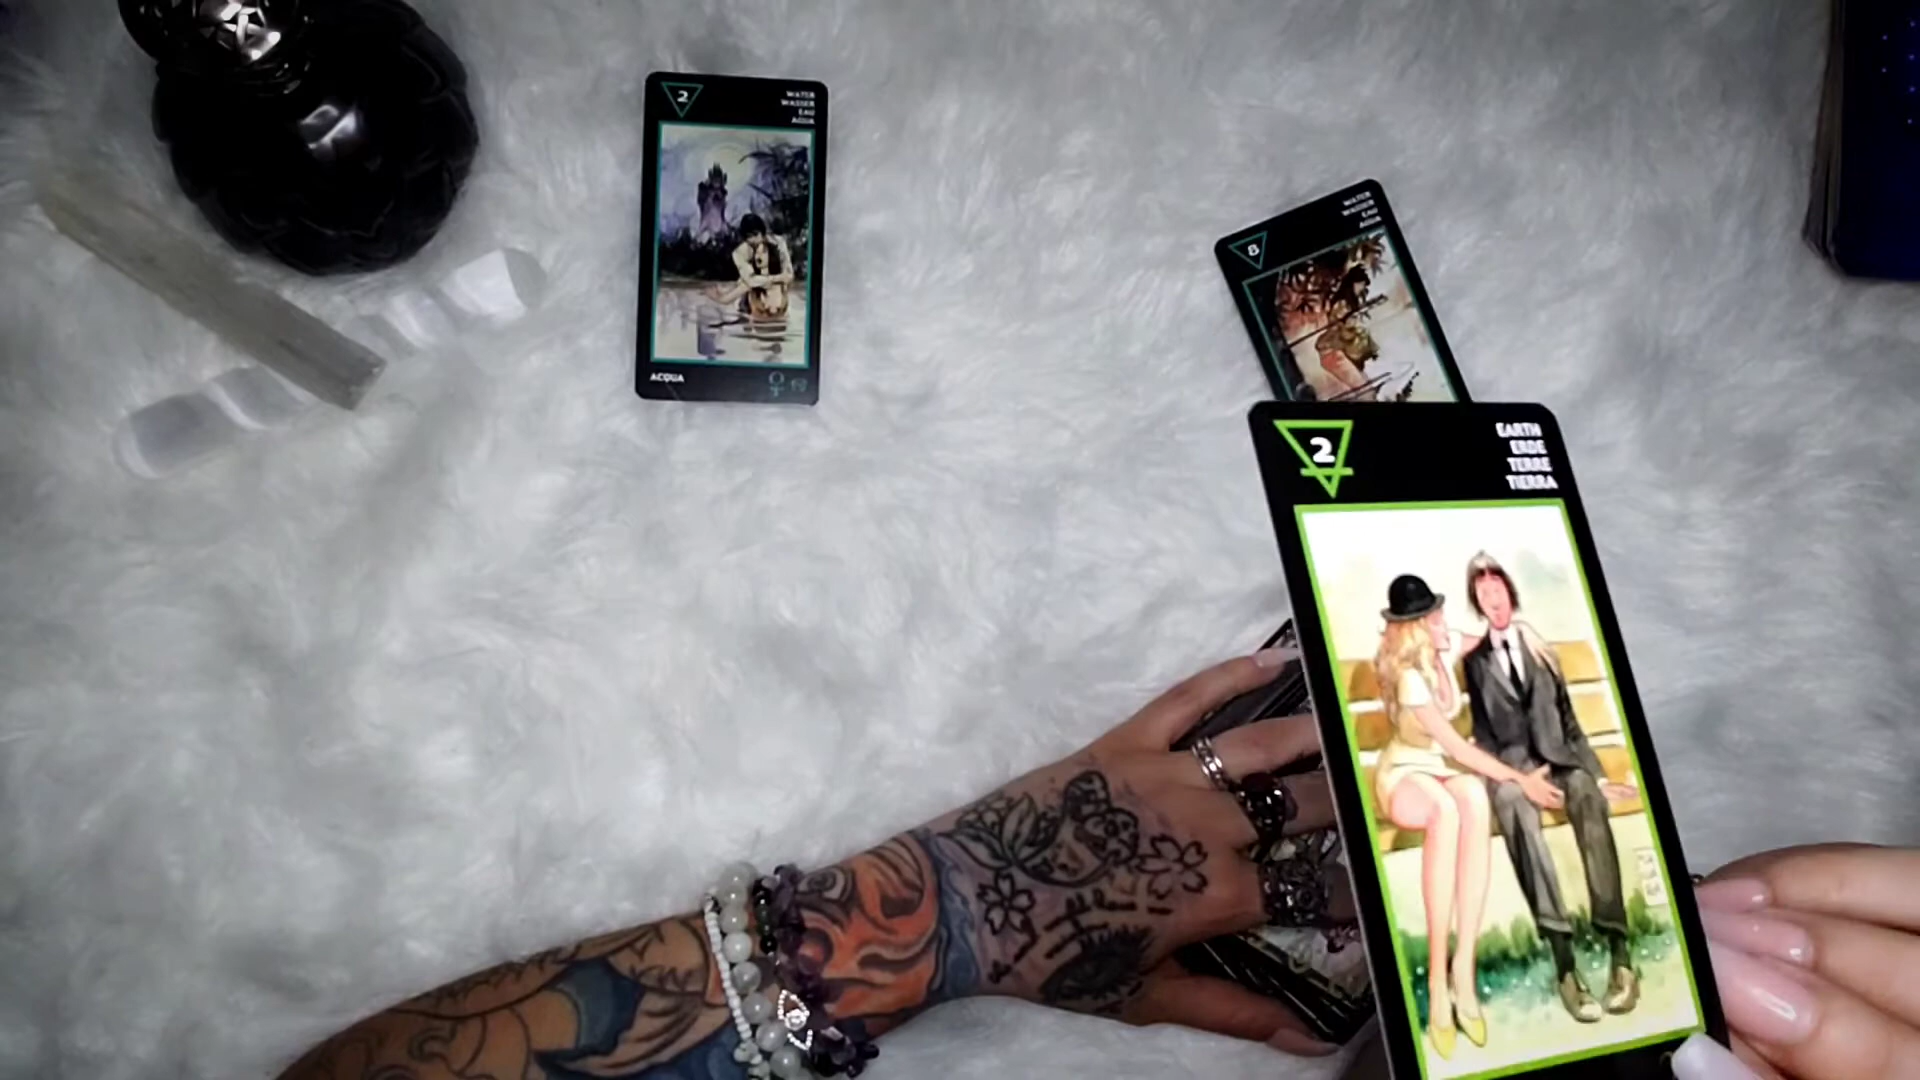 2
WATER
WASSER
EAU
AGUA
ACQUA
8
WATER
WASSER
EAU
AGUA
2
EARTH
ERDE
TERRE
TIERRA